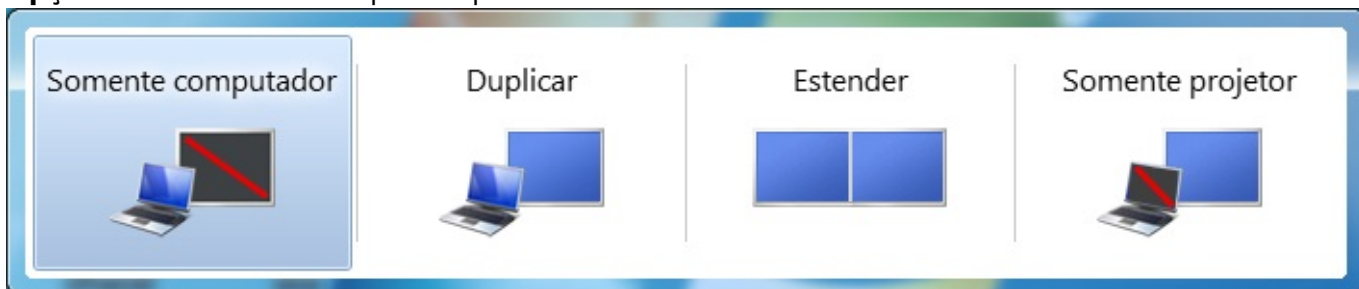 Somente computador
Duplicar
Estender
Somente projetor